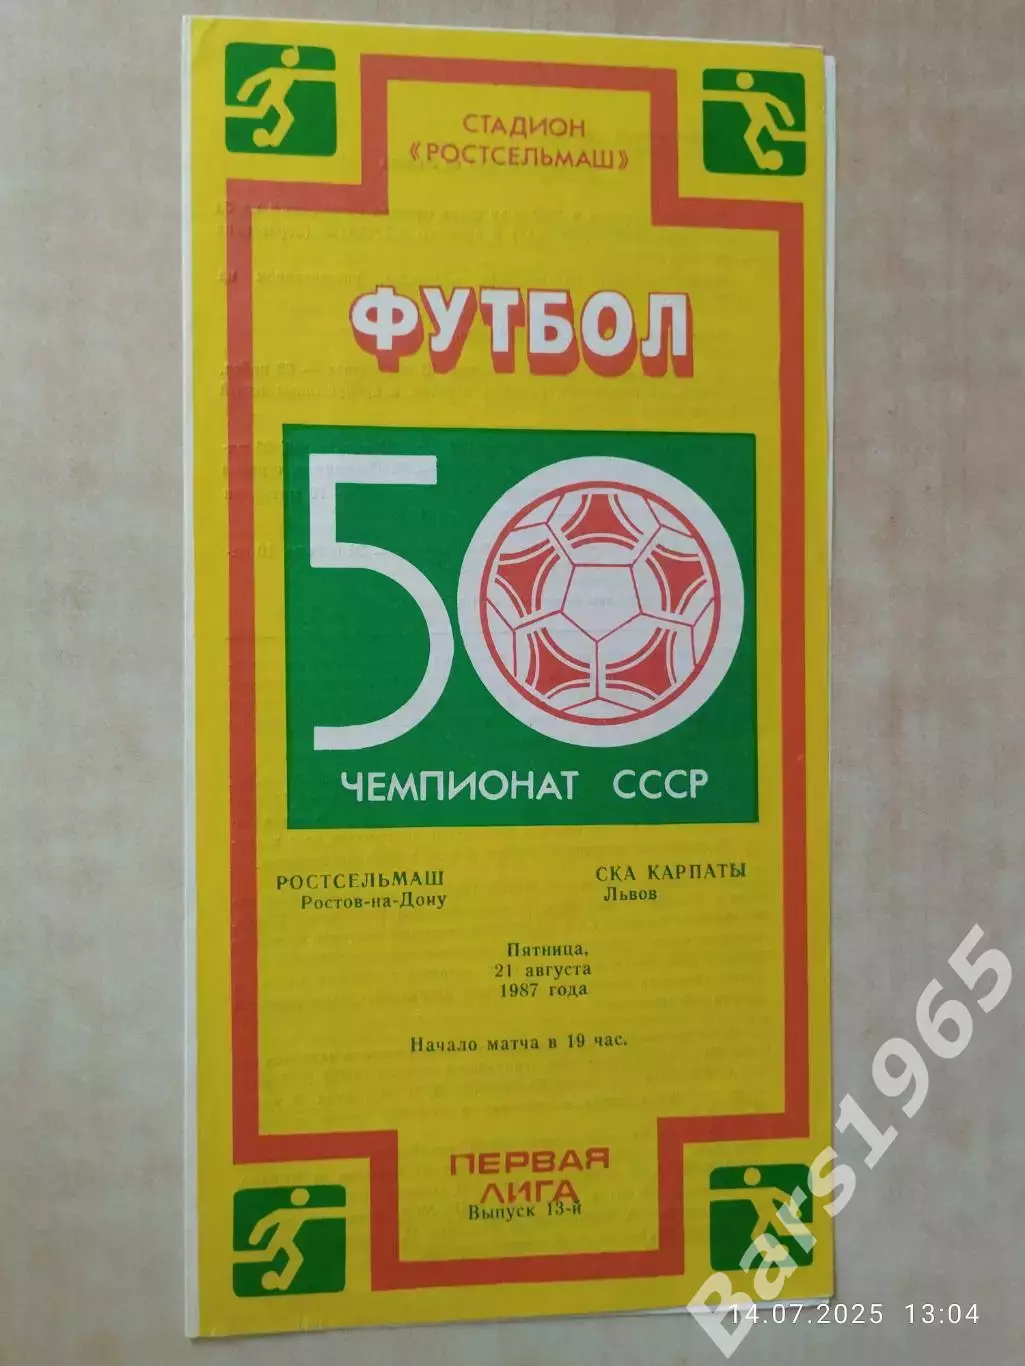 СТАДИОН
«РОСТСЕЛЬМАШ»
ФУТБОЛ
50
ЧЕМПИОНАТ СССР
РОСТСЕЛЬМАШ
Ростов-на-Дону
СКА КАРПАТЫ
Львов
Пятница,
21 августа
1987 года
Начало матча в 19 час.
ПЕРВАЯ
ЛИГА
Выпуск 13-й
Bars1965
14.07.2025 13:04